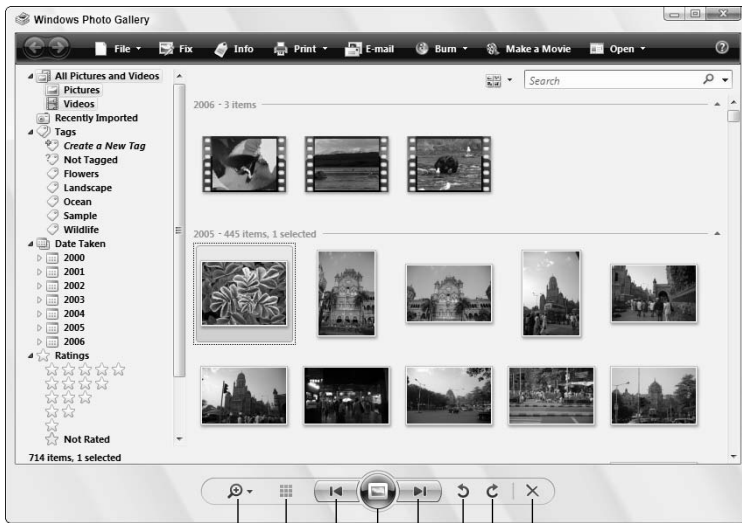 Windows Photo Gallery
File Fix Info Print E-mail Burn Make a Movie Open
All Pictures and Videos
Pictures
Videos
Recently Imported
Tags
Create a New Tag
Not Tagged
Flowers
Landscape
Ocean
Sample
Wildlife
Date Taken
2000
2001
2002
2003
2004
2005
2006
Ratings
Not Rated
714 items, 1 selected
Search
2006 - 3 items
2005 - 445 items, 1 selected